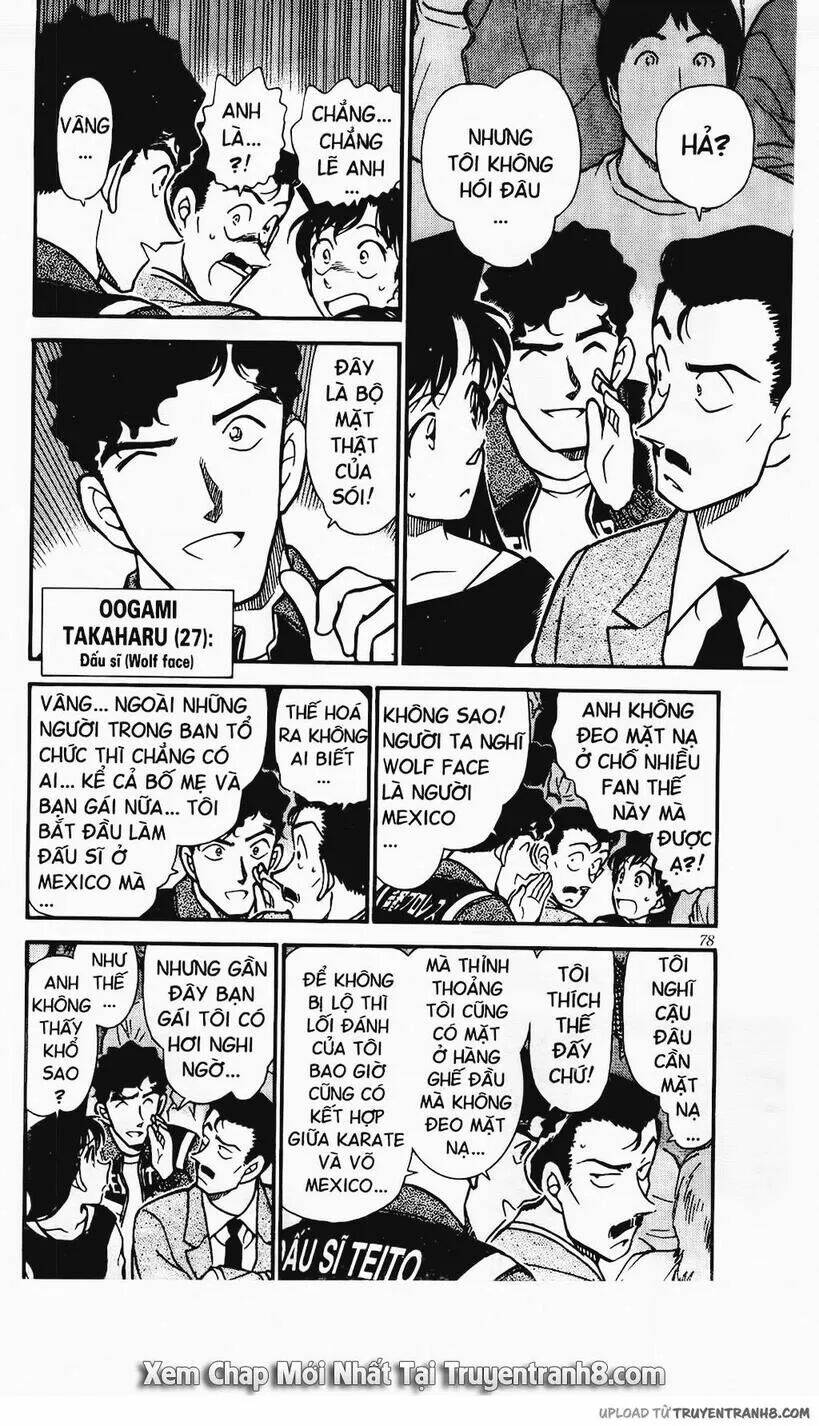 HẢ?
NHƯNG
TÔI KHÔNG
HÓI ĐÂU
...
CHẲNG...
CHẲNG
LẼ ANH
...
ANH
LÀ...
?!
VÂNG
...
ĐÂY
LÀ BỘ
MẶT
THẬT
CỦA
SÓI!
OOGAMI
TAKAHARU (27):
Đấu sĩ (Wolf face)
ANH KHÔNG
ĐEO MẶT NẠ
Ở CHỖ NHIỀU
FAN THẾ
NÀY MÀ
ĐƯỢC
Ạ?!
KHÔNG SAO!
NGƯỜI TA NGHĨ
WOLF FACE
LÀ NGƯỜI
MEXICO
...
THẾ HOÁ
RA KHÔNG
AI BIẾT
...
VÂNG... NGOÀI NHỮNG
NGƯỜI TRONG BAN TỔ
CHỨC THÌ CHẲNG CÓ
AI... KỂ CẢ BỐ MẸ VÀ
BẠN GÁI NỮA... TÔI
BẮT ĐẦU LÀM
ĐẤU SĨ Ở
MEXICO MÀ
...
78
TÔI
NGHĨ
CẬU
ĐÂU
CẦN
MẶT
NẠ
...
TÔI
THÍCH
THẾ
ĐẤY
CHỨ!
MÀ THỈNH
THOẢNG
TÔI CŨNG
CÓ MẶT
Ở HÀNG
GHẾ ĐẦU
MÀ KHÔNG
ĐEO MẶT
NẠ...
ĐỂ KHÔNG
BỊ LỘ THÌ
LỐI ĐÁNH
CỦA TÔI
BAO GIỜ
CŨNG CÓ
KẾT HỢP
GIỮA KARATE
VÀ VÕ
MEXICO...
ĐẤU SĨ TEITO
NHƯNG GẦN
ĐÂY BẠN
GÁI TÔI CÓ
HƠI NGHI
NGỜ...
NHƯ
THẾ
...
ANH
KHÔNG
THẤY
KHỔ
SAO
?
Xem Chap Mới Nhất Tại Truyentranh8.com
UPLOAD TỪ TRUYENTRANH8.COM